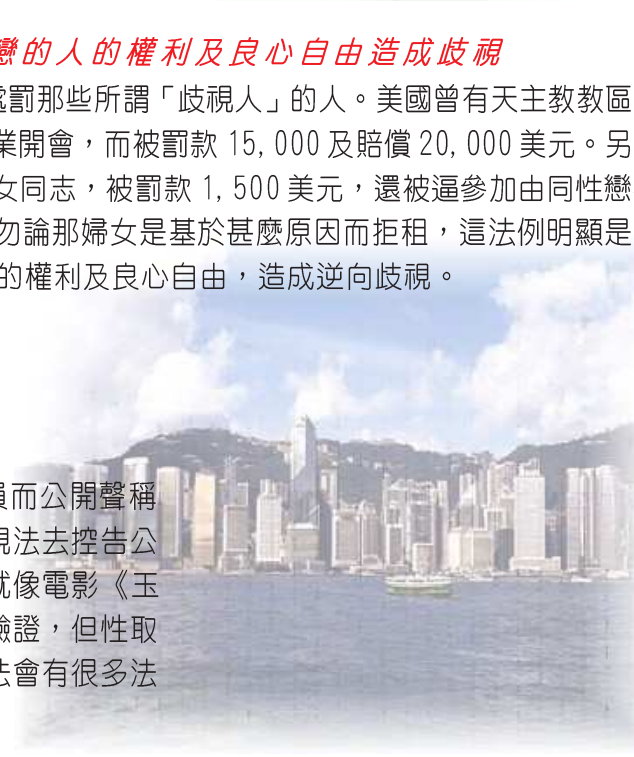 戀的人的權利及良心自由造成歧視
處罰那些所謂「歧視人」的人。美國曾有天主教教區
業開會，而被罰款 15,000 及賠償 20,000 美元。另
女同志，被罰款 1,500 美元，還被逼參加由同性戀
勿論那婦女是基於甚麼原因而拒租，這法例明顯是
的權利及良心自由，造成逆向歧視。
員而公開聲稱
視法去控告公
就像電影《玉
驗證，但性取
法會有很多法